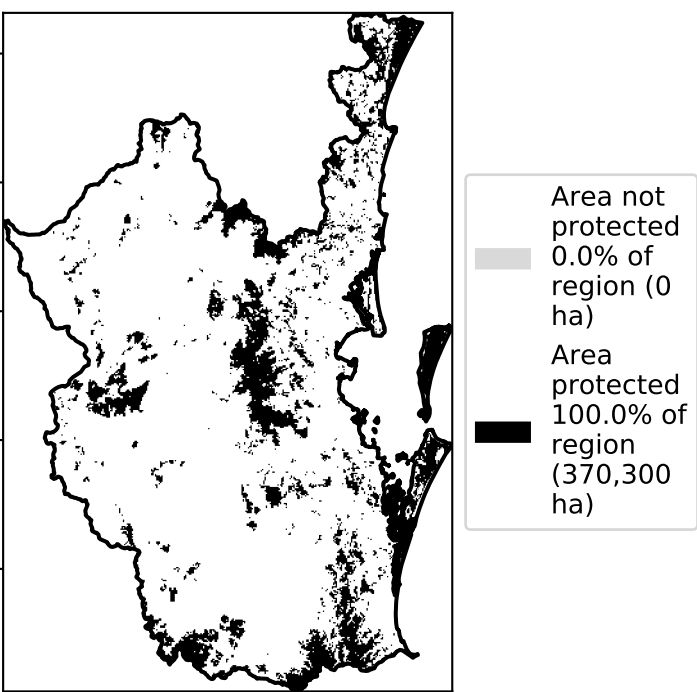 Area not
protected
0.0% of
region (0
ha)
Area
protected
100.0% of
region
(370,300
ha)